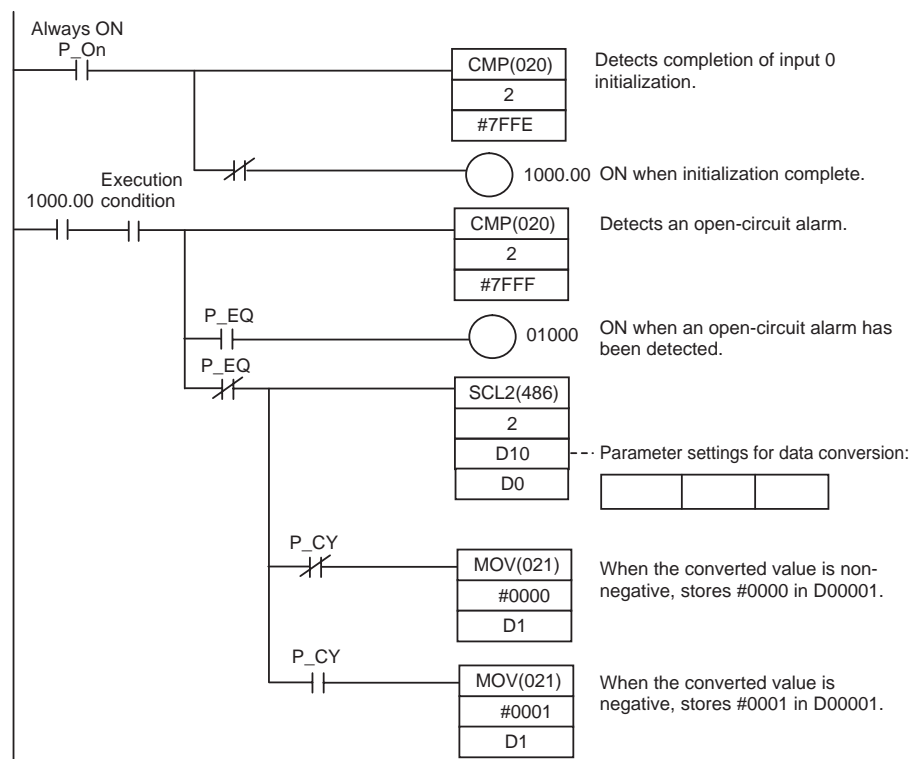 Always ON
P_On
CMP(020)
2
#7FFE
Detects completion of input 0
initialization.
1000.00
ON when initialization complete.
Execution
1000.00 condition
CMP(020)
2
#7FFF
Detects an open-circuit alarm.
P_EQ
01000
ON when an open-circuit alarm has
been detected.
P_EQ
SCL2(486)
2
D10
D0
Parameter settings for data conversion:
P_CY
MOV(021)
#0000
D1
When the converted value is non-
negative, stores #0000 in D00001.
P_CY
MOV(021)
#0001
D1
When the converted value is
negative, stores #0001 in D00001.